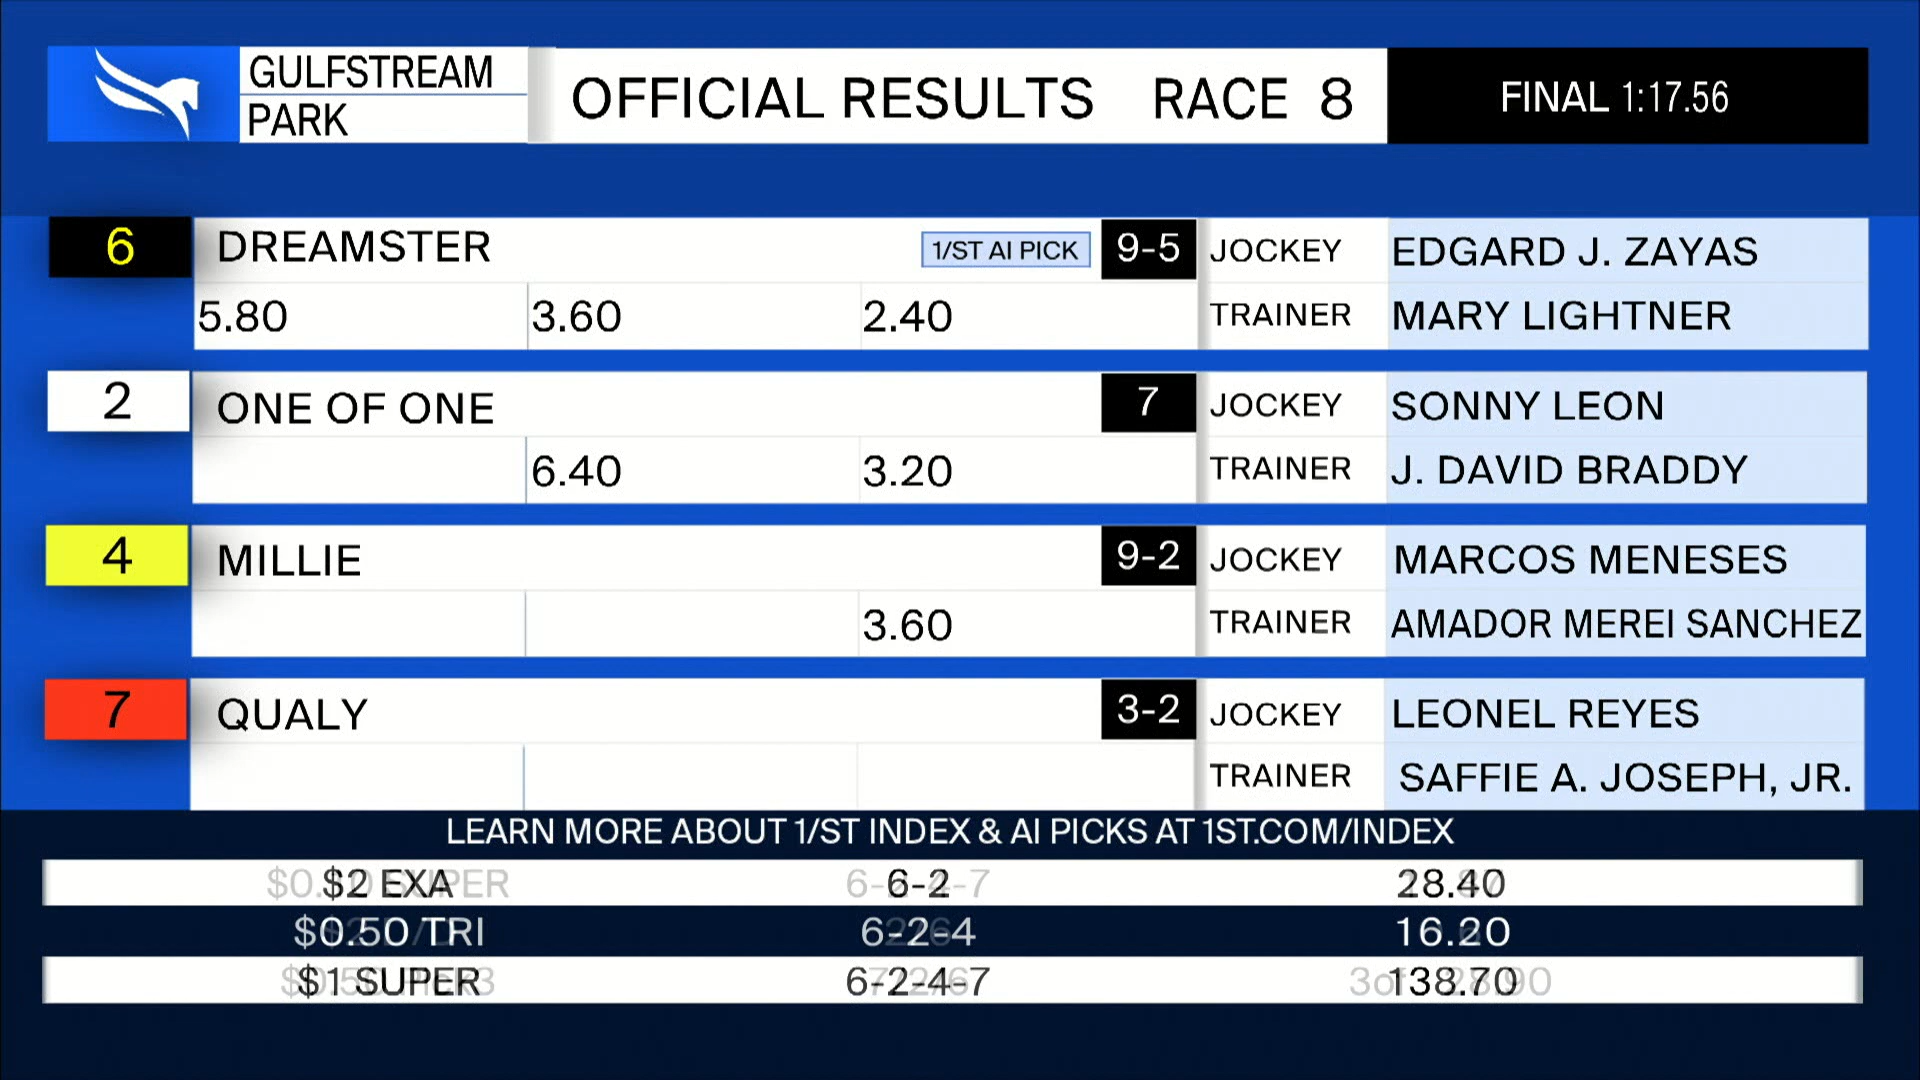 GULFSTREAM
PARK
OFFICIAL RESULTS RACE 8
FINAL 1:17.56
6 DREAMSTER 1/ST AI PICK 9-5 JOCKEY EDGARD J. ZAYAS
5.80 3.60 2.40 TRAINER MARY LIGHTNER
2 ONE OF ONE 7 JOCKEY SONNY LEON
6.40 3.20 TRAINER J. DAVID BRADDY
4 MILLIE 9-2 JOCKEY MARCOS MENESES
3.60 TRAINER AMADOR MEREI SANCHEZ
7 QUALY 3-2 JOCKEY LEONEL REYES
TRAINER SAFFIE A. JOSEPH, JR.
LEARN MORE ABOUT 1/ST INDEX & AI PICKS AT 1ST.COM/INDEX
$2 EXA 6-2 28.40
$0.50 TRI 6-2-4 16.20
$1 SUPER 6-2-4-7 138.70